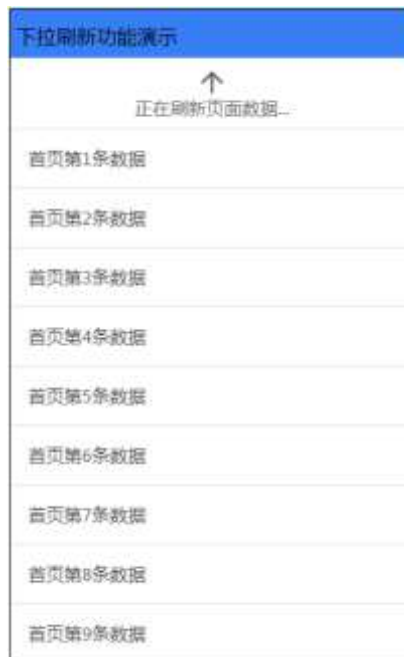 下拉刷新功能演示
正在刷新页面数据...
首页第1条数据
首页第2条数据
首页第3条数据
首页第4条数据
首页第5条数据
首页第6条数据
首页第7条数据
首页第8条数据
首页第9条数据